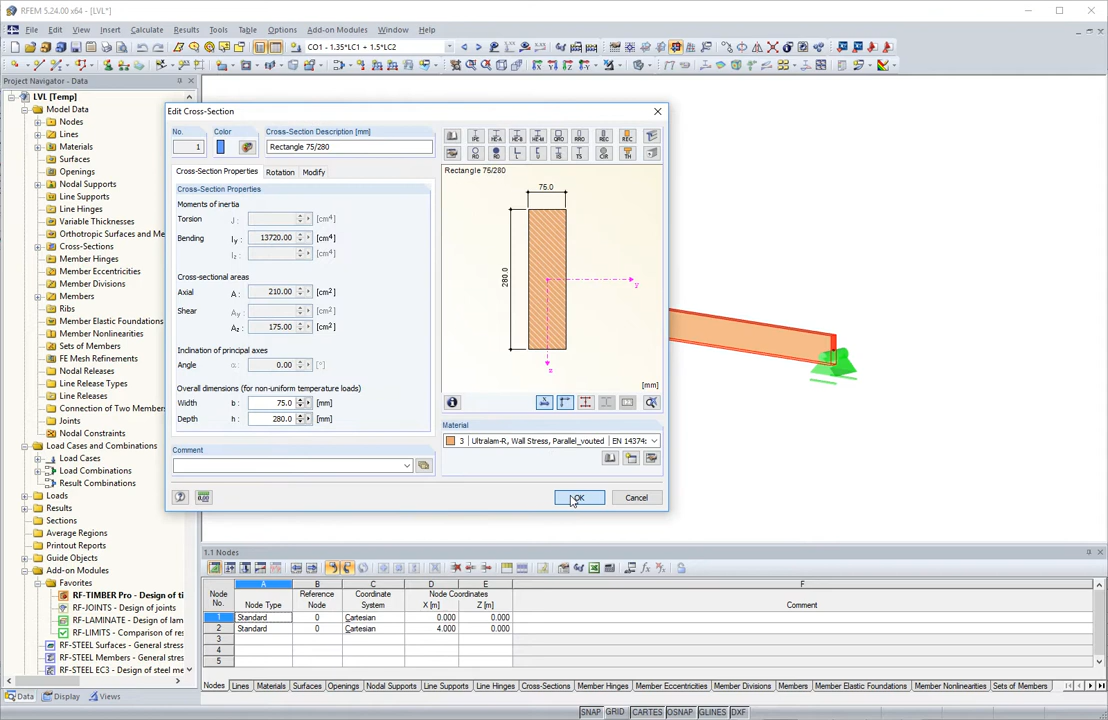 RFEM 5.24.00 x64 - [LVL*]
File Edit View Insert Calculate Results Tools Table Options Add-on Modules Window Help
CO1 - 1.35*LC1 + 1.5*LC2
Project Navigator - Data
LVL [Temp]
Model Data
Nodes
Lines
Materials
Surfaces
Openings
Nodal Supports
Line Supports
Line Hinges
Variable Thicknesses
Orthotropic Surfaces and Me
Cross-Sections
Member Hinges
Member Eccentricities
Member Divisions
Members
Ribs
Member Elastic Foundations
Member Nonlinearities
Sets of Members
FE Mesh Refinements
Nodal Releases
Line Release Types
Line Releases
Connection of Two Members
Joints
Nodal Constraints
Load Cases and Combinations
Load Cases
Load Combinations
Result Combinations
Loads
Results
Sections
Average Regions
Printout Reports
Guide Objects
Add-on Modules
Favorites
RF-TIMBER Pro - Design of ti
RF-JOINTS - Design of joints
RF-LAMINATE - Design of lam
RF-LIMITS - Comparison of res
RF-STEEL Surfaces - General stress
RF-STEEL Members - General stres
RF-STEEL EC3 - Design of steel me
Data Display Views
Edit Cross-Section
No. Color Cross-Section Description [mm]
1 Rectangle 75/280
Cross-Section Properties Rotation Modify
Cross-Section Properties
Moments of inertia
Torsion J : [cm4]
Bending Iy : 13720.00 [cm4]
Iz : [cm4]
Cross-sectional areas
Axial A : 210.00 [cm2]
Shear Ay : [cm2]
Az : 175.00 [cm2]
Inclination of principal axes
Angle α : 0.00 [°]
Overall dimensions (for non-uniform temperature loads)
Width b : 75.0 [mm]
Depth h : 280.0 [mm]
Comment
Rectangle 75/280
75.0
280.0
y
z
[mm]
Material
3 Ultralam-R, Wall Stress, Parallel_vouted EN 14374:
OK Cancel
1.1 Nodes
A B C D E F
Node No. Node Type Reference Node Coordinate System Node Coordinates X [m] Z [m] Comment
1 Standard 0 Cartesian 0.000 0.000
2 Standard 0 Cartesian 4.000 0.000
3
4
5
Nodes Lines Materials Surfaces Openings Nodal Supports Line Supports Line Hinges Cross-Sections Member Hinges Member Eccentricities Member Divisions Members Member Elastic Foundations Member Nonlinearities Sets of Members
SNAP GRID CARTES OSNAP GLINES DXF